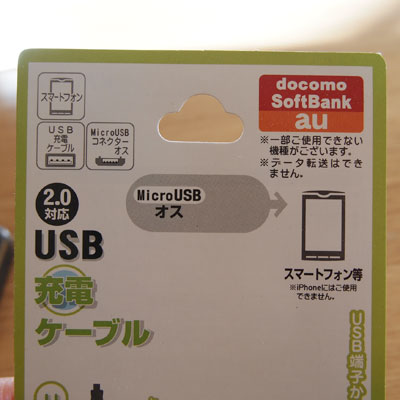 スマートフォン
USB
充電
ケーブル
MicroUSB
コネクター
オス
docomo
SoftBank
au
※一部ご使用できない
機種がございます。
※データ転送はでき
ません。
2.0
対応
MicroUSB
オス
USB
充電
ケーブル
スマートフォン等
※iPhoneにはご使用
できません。
USB端子か